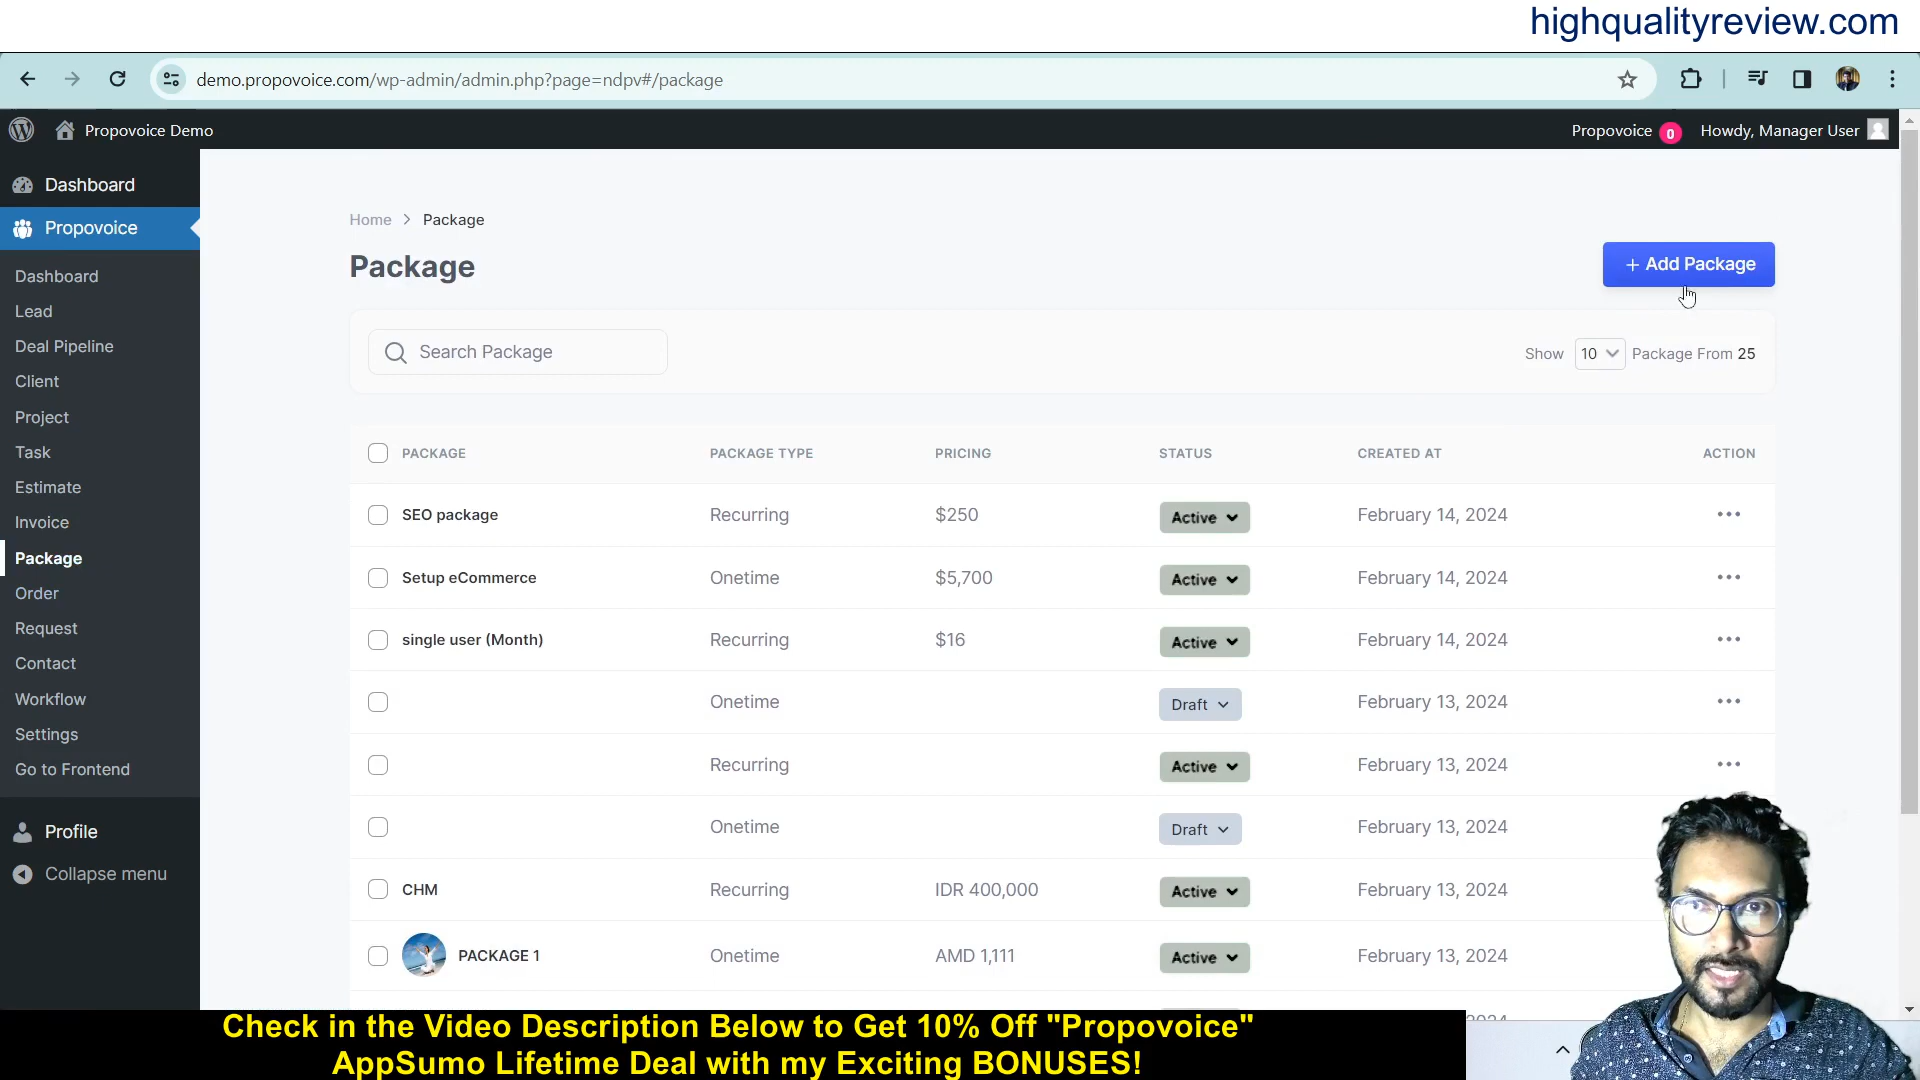 highqualityreview.com
demo.propovoice.com/wp-admin/admin.php?page=ndpv#/package
Propovoice Demo
Propovoice 0 Howdy, Manager User
Dashboard
Propovoice
Dashboard
Lead
Deal Pipeline
Client
Project
Task
Estimate
Invoice
Package
Order
Request
Contact
Workflow
Settings
Go to Frontend
Profile
Collapse menu
Home > Package
Package
+ Add Package
Search Package
Show 10 Package From 25
PACKAGE PACKAGE TYPE PRICING STATUS CREATED AT ACTION
SEO package Recurring $250 Active February 14, 2024
Setup eCommerce Onetime $5,700 Active February 14, 2024
single user (Month) Recurring $16 Active February 14, 2024
Onetime Draft February 13, 2024
Recurring Active February 13, 2024
Onetime Draft February 13, 2024
CHM Recurring IDR 400,000 Active February 13, 2024
PACKAGE 1 Onetime AMD 1,111 Active February 13, 2024
Check in the Video Description Below to Get 10% Off "Propovoice"
AppSumo Lifetime Deal with my Exciting BONUSES!